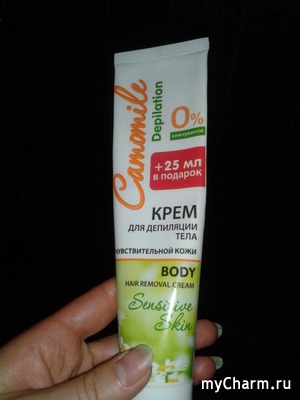 Camomile
Depilation
0%
+25 МЛ
В ПОДАРОК
КРЕМ
ДЛЯ ДЕПИЛЯЦИИ
ТЕЛА
ЧУВСТВИТЕЛЬНОЙ КОЖИ
BODY
HAIR REMOVAL CREAM
Sensitive
Skin
myCharm.ru